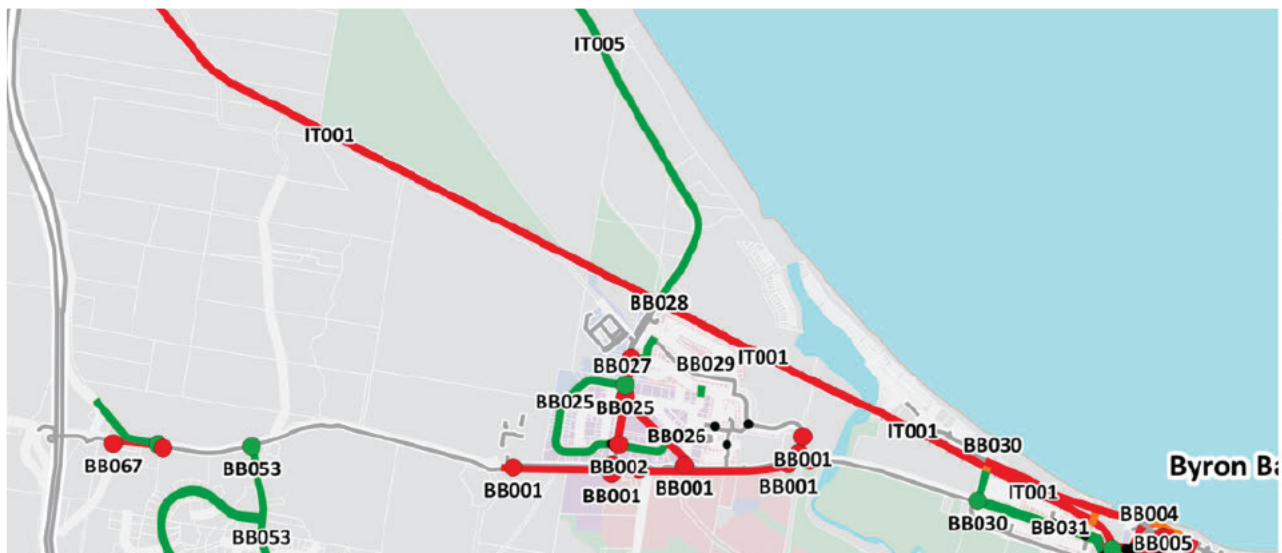 IT005
IT001
BB028
IT001
BB027
BB029
BB025
BB025
BB026
IT001
BB030
BB067
BB053
BB002
BB001
BB001
BB001
BB001
BB001
Byron Ba
IT001
BB030
BB031
BB004
BB005
BB053